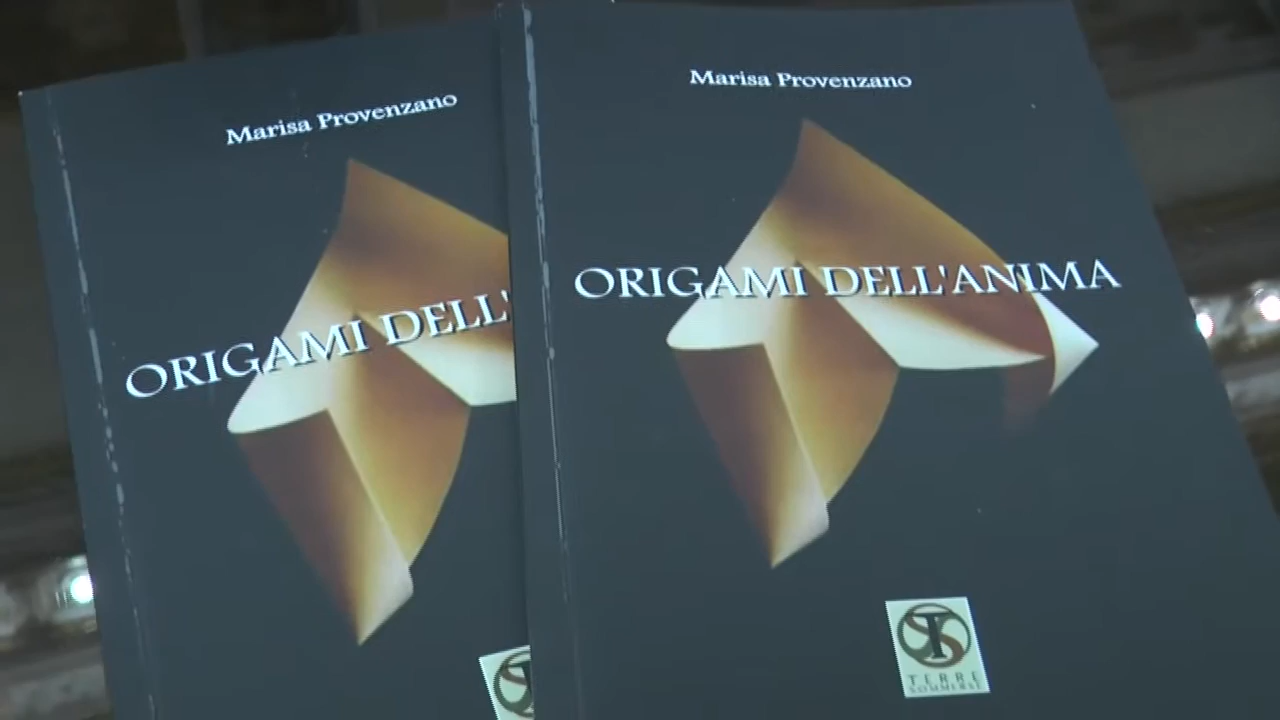 Marisa Provenzano
ORIGAMI DELL'
Marisa Provenzano
ORIGAMI DELL'ANIMA
TERRE
SOMMERSE